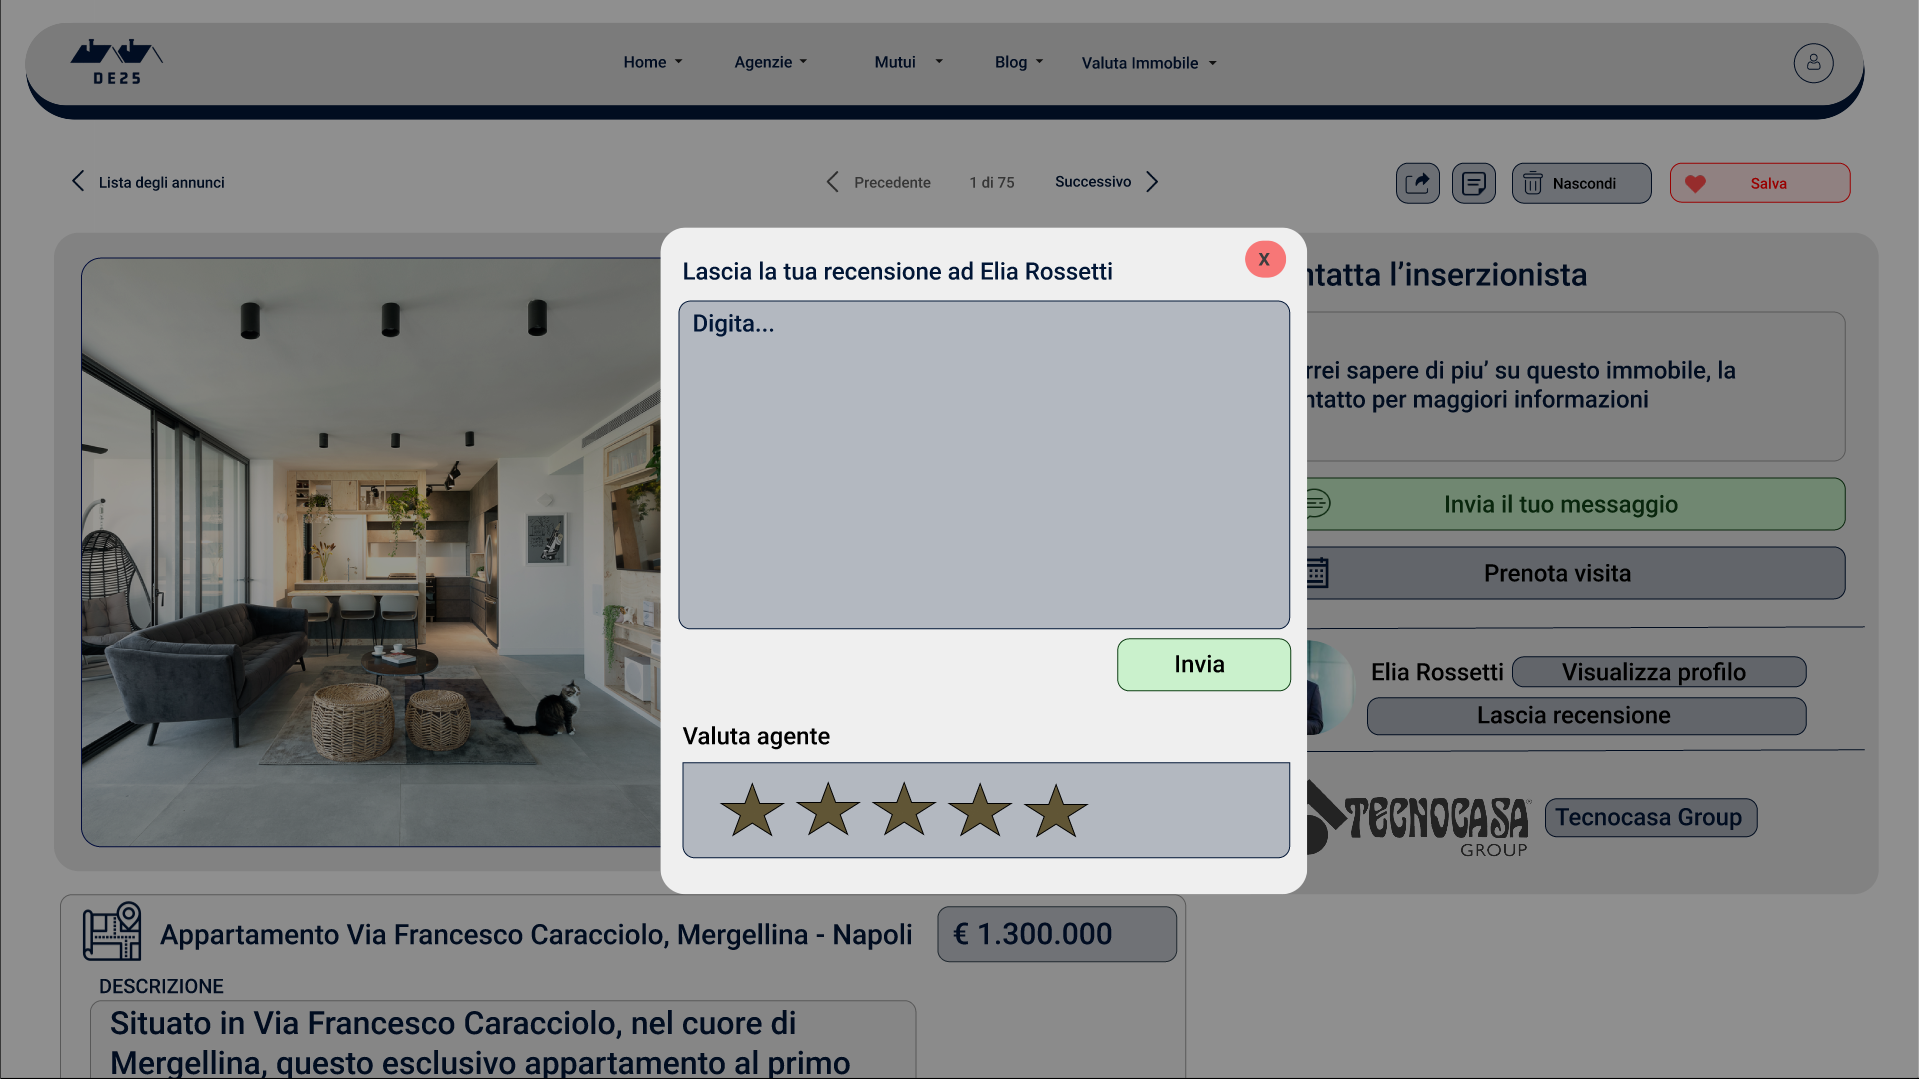 DE25
Home
Agenzie
Mutui
Blog
Valuta Immobile
Lista degli annunci
Precedente
1 di 75
Successivo
Nascondi
Salva
Lascia la tua recensione ad Elia Rossetti
X
Digita...
Invia
Valuta agente
ntatta l’inserzionista
rrei sapere di piu’ su questo immobile, la
ntatto per maggiori informazioni
Invia il tuo messaggio
Prenota visita
Elia Rossetti
Visualizza profilo
Lascia recensione
TECNOCASA
GROUP
Tecnocasa Group
Appartamento Via Francesco Caracciolo, Mergellina - Napoli
€ 1.300.000
DESCRIZIONE
Situato in Via Francesco Caracciolo, nel cuore di
Mergellina, questo esclusivo appartamento al primo